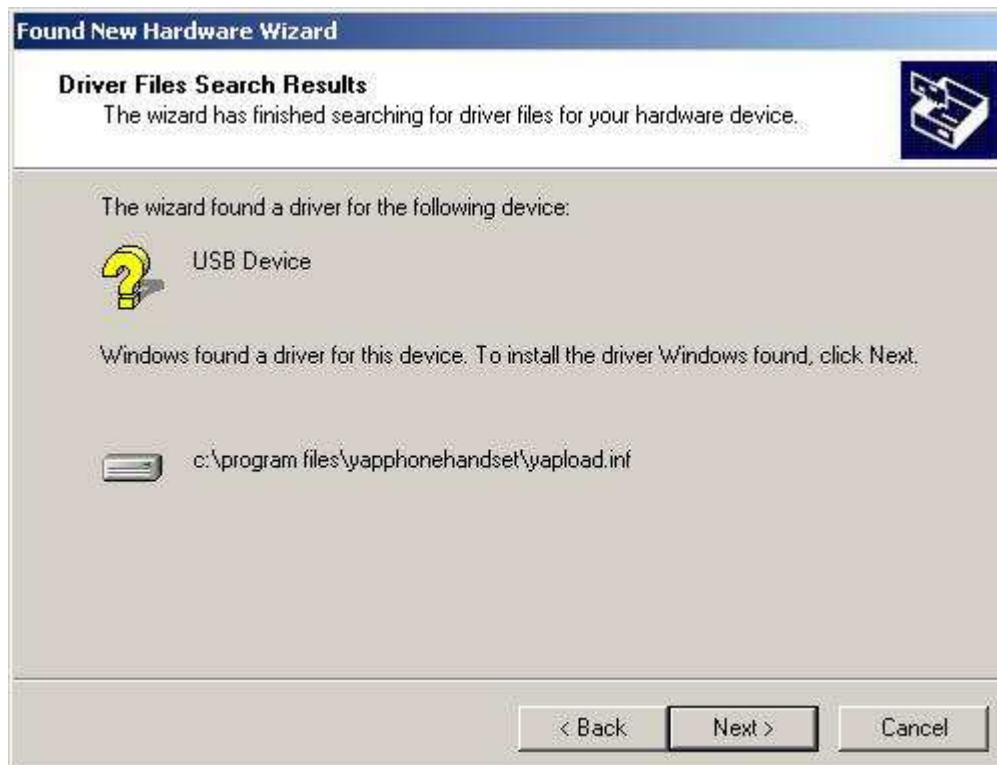 Found New Hardware Wizard
Driver Files Search Results
The wizard has finished searching for driver files for your hardware device.
The wizard found a driver for the following device:
USB Device
Windows found a driver for this device. To install the driver Windows found, click Next.
c:\program files\yapphonehandset\yapload.inf
< Back Next > Cancel